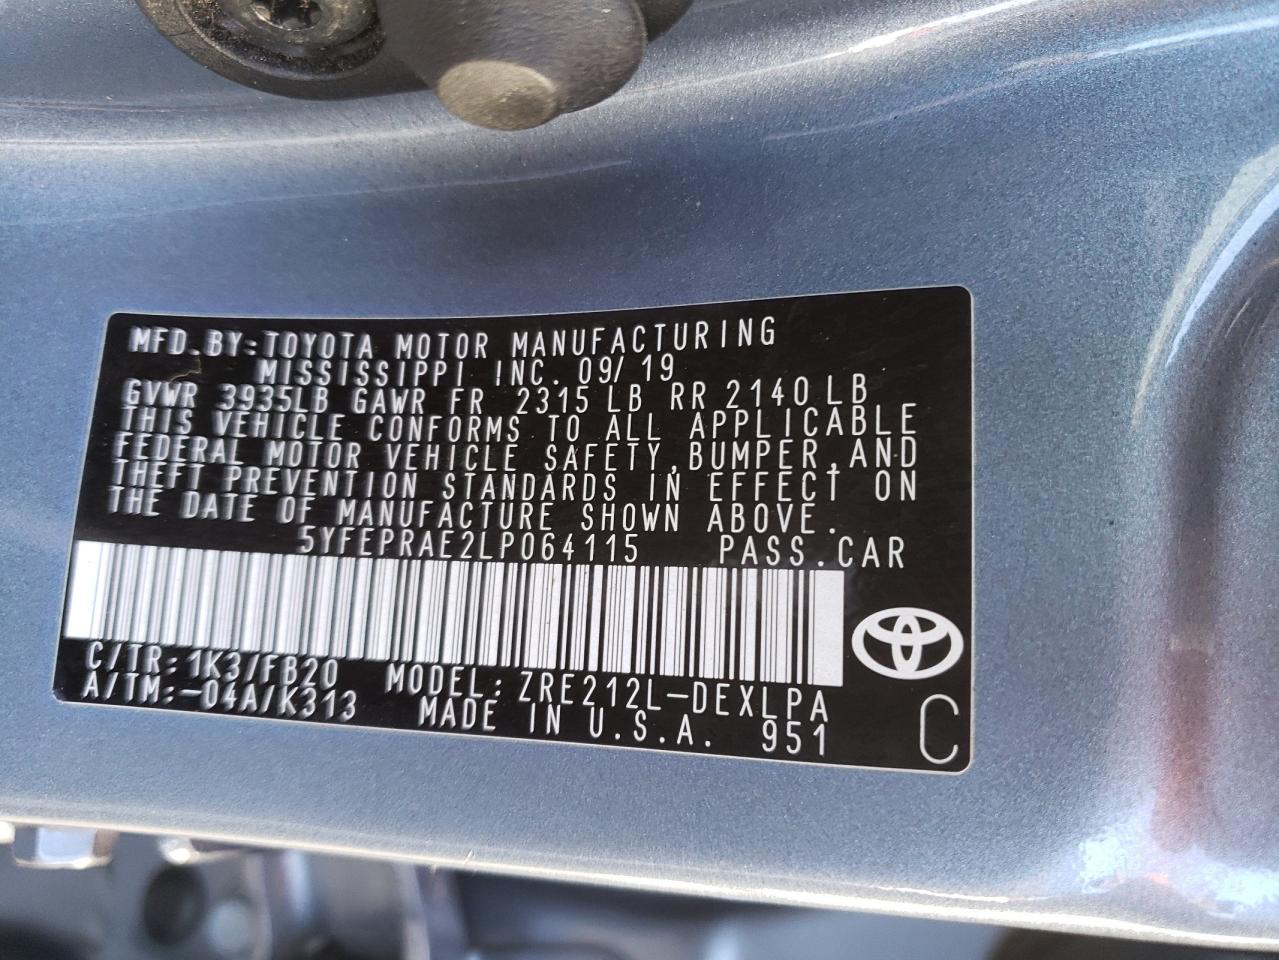 MFD.BY:TOYOTA MOTOR MANUFACTURING
MISSISSIPPI INC. 09/19
GVWR 3935LB GAWR FR 2315 LB RR 2140 LB
THIS VEHICLE CONFORMS TO ALL APPLICABLE
FEDERAL MOTOR VEHICLE SAFETY,BUMPER,AND
THEFT PREVENTION STANDARDS IN EFFECT ON
THE DATE OF MANUFACTURE SHOWN ABOVE.
5YFEPRAE2LP064115 PASS.CAR
C/TR:1K3/FB20 MODEL:ZRE212L-DEXLPA
A/TM:-04A/K313 MADE IN U.S.A. 951
C